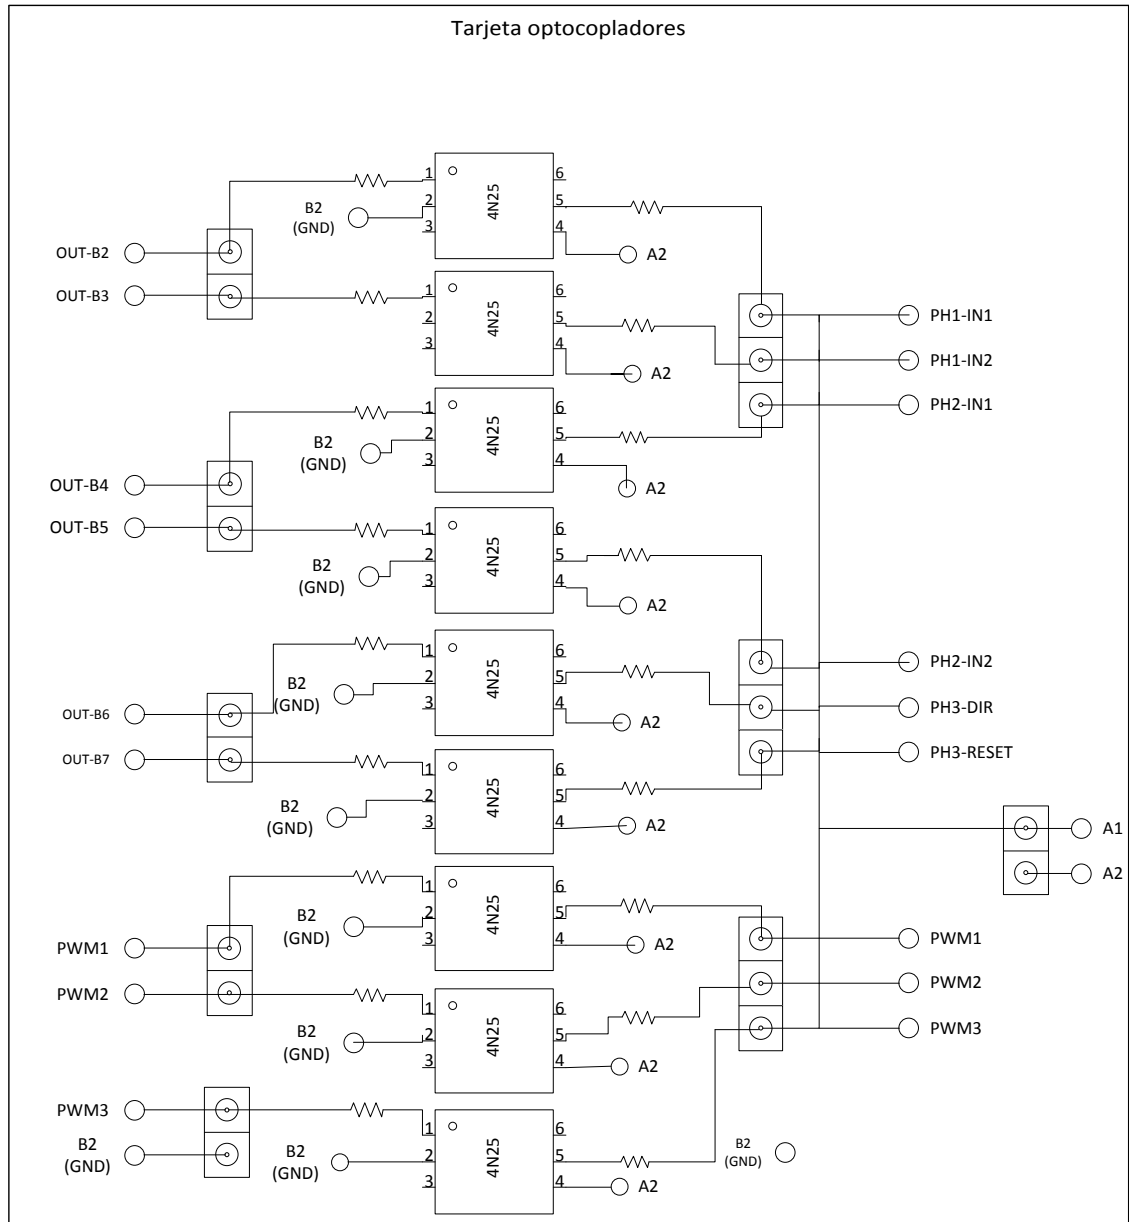 Tarjeta optocopladores
1 6
B2 2 4N25 5
(GND) 3 4
OUT-B2 A2
OUT-B3 1 6
2 4N25 5 PH1-IN1
3 4
A2 PH1-IN2
1 6 PH2-IN1
B2 2 4N25 5
(GND) 3 4
OUT-B4 A2
OUT-B5 1 6
B2 2 4N25 5
(GND) 3 4
A2
1 6
B2 2 4N25 5 PH2-IN2
(GND) 3 4
OUT-B6 A2 PH3-DIR
OUT-B7 1 6 PH3-RESET
B2 2 4N25 5
(GND) 3 4 A2 A1
A2
1 6
B2 2 4N25 5
(GND) 3 4 A2
PWM1 PWM1
PWM2 1 6 PWM2
B2 2 4N25 5 PWM3
(GND) 3 4 A2
PWM3 1 6
B2 B2 2 4N25 5 B2
(GND) (GND) 3 4 A2 (GND)